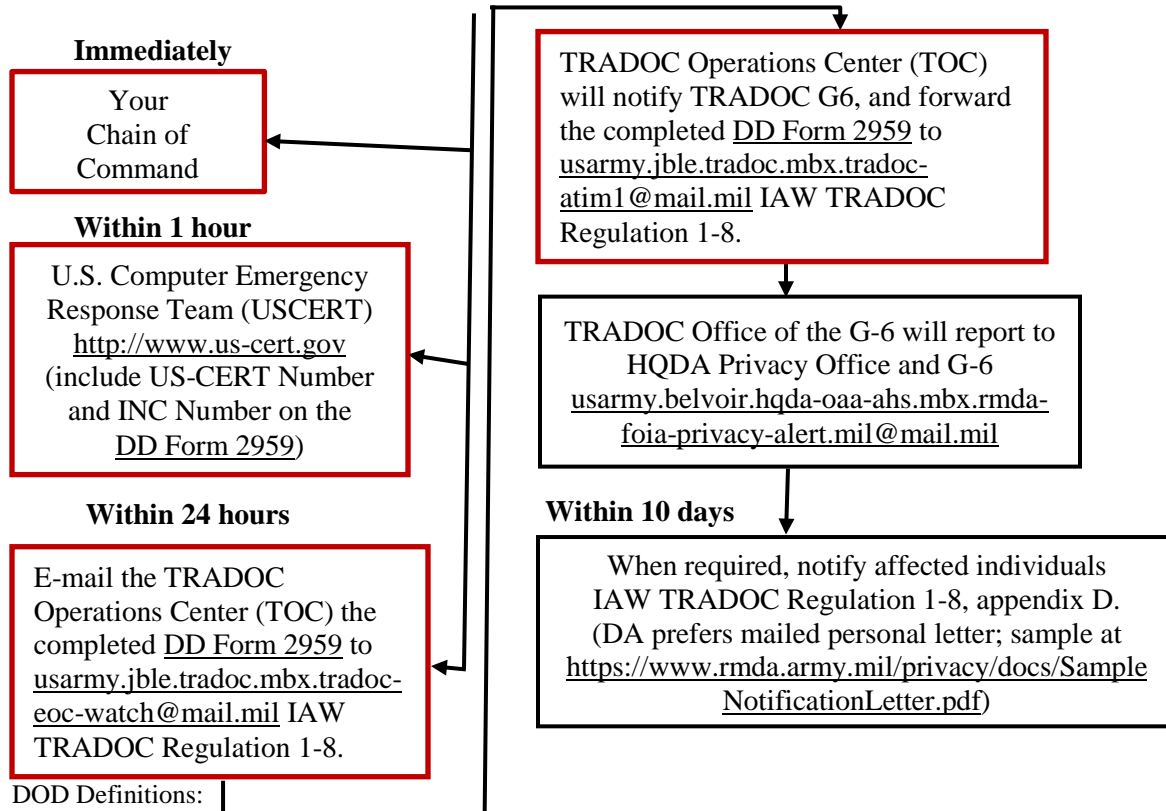 Immediately
Your
Chain of
Command
Within 1 hour
U.S. Computer Emergency
Response Team (USCERT)
http://www.us-cert.gov
(include US-CERT Number
and INC Number on the
DD Form 2959)
Within 24 hours
E-mail the TRADOC
Operations Center (TOC) the
completed DD Form 2959 to
usarmy.jble.tradoc.mbx.tradoc-
eoc-watch@mail.mil IAW
TRADOC Regulation 1-8.
DOD Definitions:
TRADOC Operations Center (TOC)
will notify TRADOC G6, and forward
the completed DD Form 2959 to
usarmy.jble.tradoc.mbx.tradoc-
atim1@mail.mil IAW TRADOC
Regulation 1-8.
TRADOC Office of the G-6 will report to
HQDA Privacy Office and G-6
usarmy.belvoir.hqda-oaa-ahs.mbx.rmda-
foia-privacy-alert.mil@mail.mil
Within 10 days
When required, notify affected individuals
IAW TRADOC Regulation 1-8, appendix D.
(DA prefers mailed personal letter; sample at
https://www.rmda.army.mil/privacy/docs/Sample
NotificationLetter.pdf)